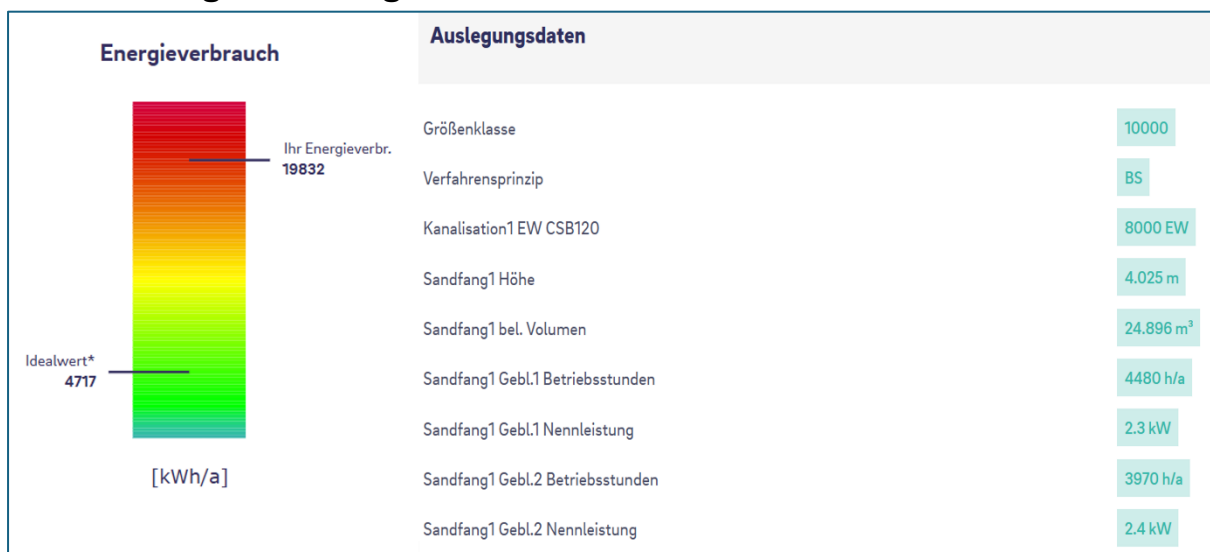 Energieverbrauch
Ihr Energieverbr.
19832
Idealwert*
4717
[kWh/a]
Auslegungsdaten
Größenklasse 10000
Verfahrensprinzip BS
Kanalisation1 EW CSB120 8000 EW
Sandfang1 Höhe 4.025 m
Sandfang1 bel. Volumen 24.896 m³
Sandfang1 Gebl.1 Betriebsstunden 4480 h/a
Sandfang1 Gebl.1 Nennleistung 2.3 kW
Sandfang1 Gebl.2 Betriebsstunden 3970 h/a
Sandfang1 Gebl.2 Nennleistung 2.4 kW